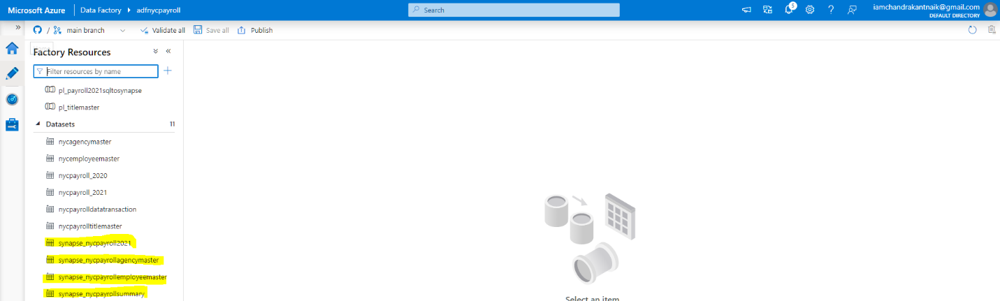 Microsoft Azure Data Factory adfnycpayroll Search 5 iamchandrakantnaik@gmail.com
DEFAULT DIRECTORY
» / main branch Validate all Save all Publish
Factory Resources «
Filter resources by name +
pl_payroll2021sqltosynapse
pl_titlemaster
Datasets 11
nycagencymaster
nycemployeemaster
nycpayroll_2020
nycpayroll_2021
nycpayrolldatatransaction
nycpayrolltitlemaster
synapse_nycpayroll2021
synapse_nycpayrollagencymaster
synapse_nycpayrollemployeemaster
synapse_nycpayrollsummary
Select an item